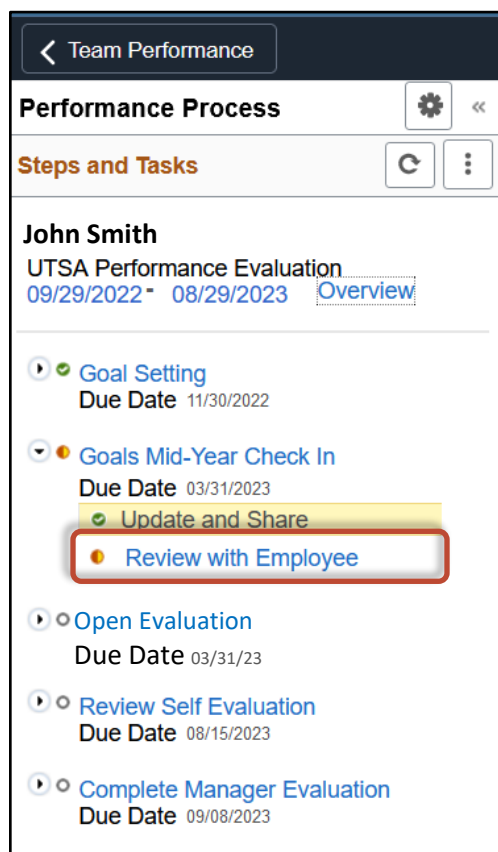 Team Performance
Performance Process
«
Steps and Tasks
John Smith
UTSA Performance Evaluation
09/29/2022 - 08/29/2023 Overview
Goal Setting
Due Date 11/30/2022
Goals Mid-Year Check In
Due Date 03/31/2023
Update and Share
Review with Employee
Open Evaluation
Due Date 03/31/23
Review Self Evaluation
Due Date 08/15/2023
Complete Manager Evaluation
Due Date 09/08/2023